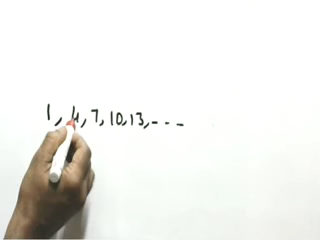 1, 4, 7, 10, 13, - - -